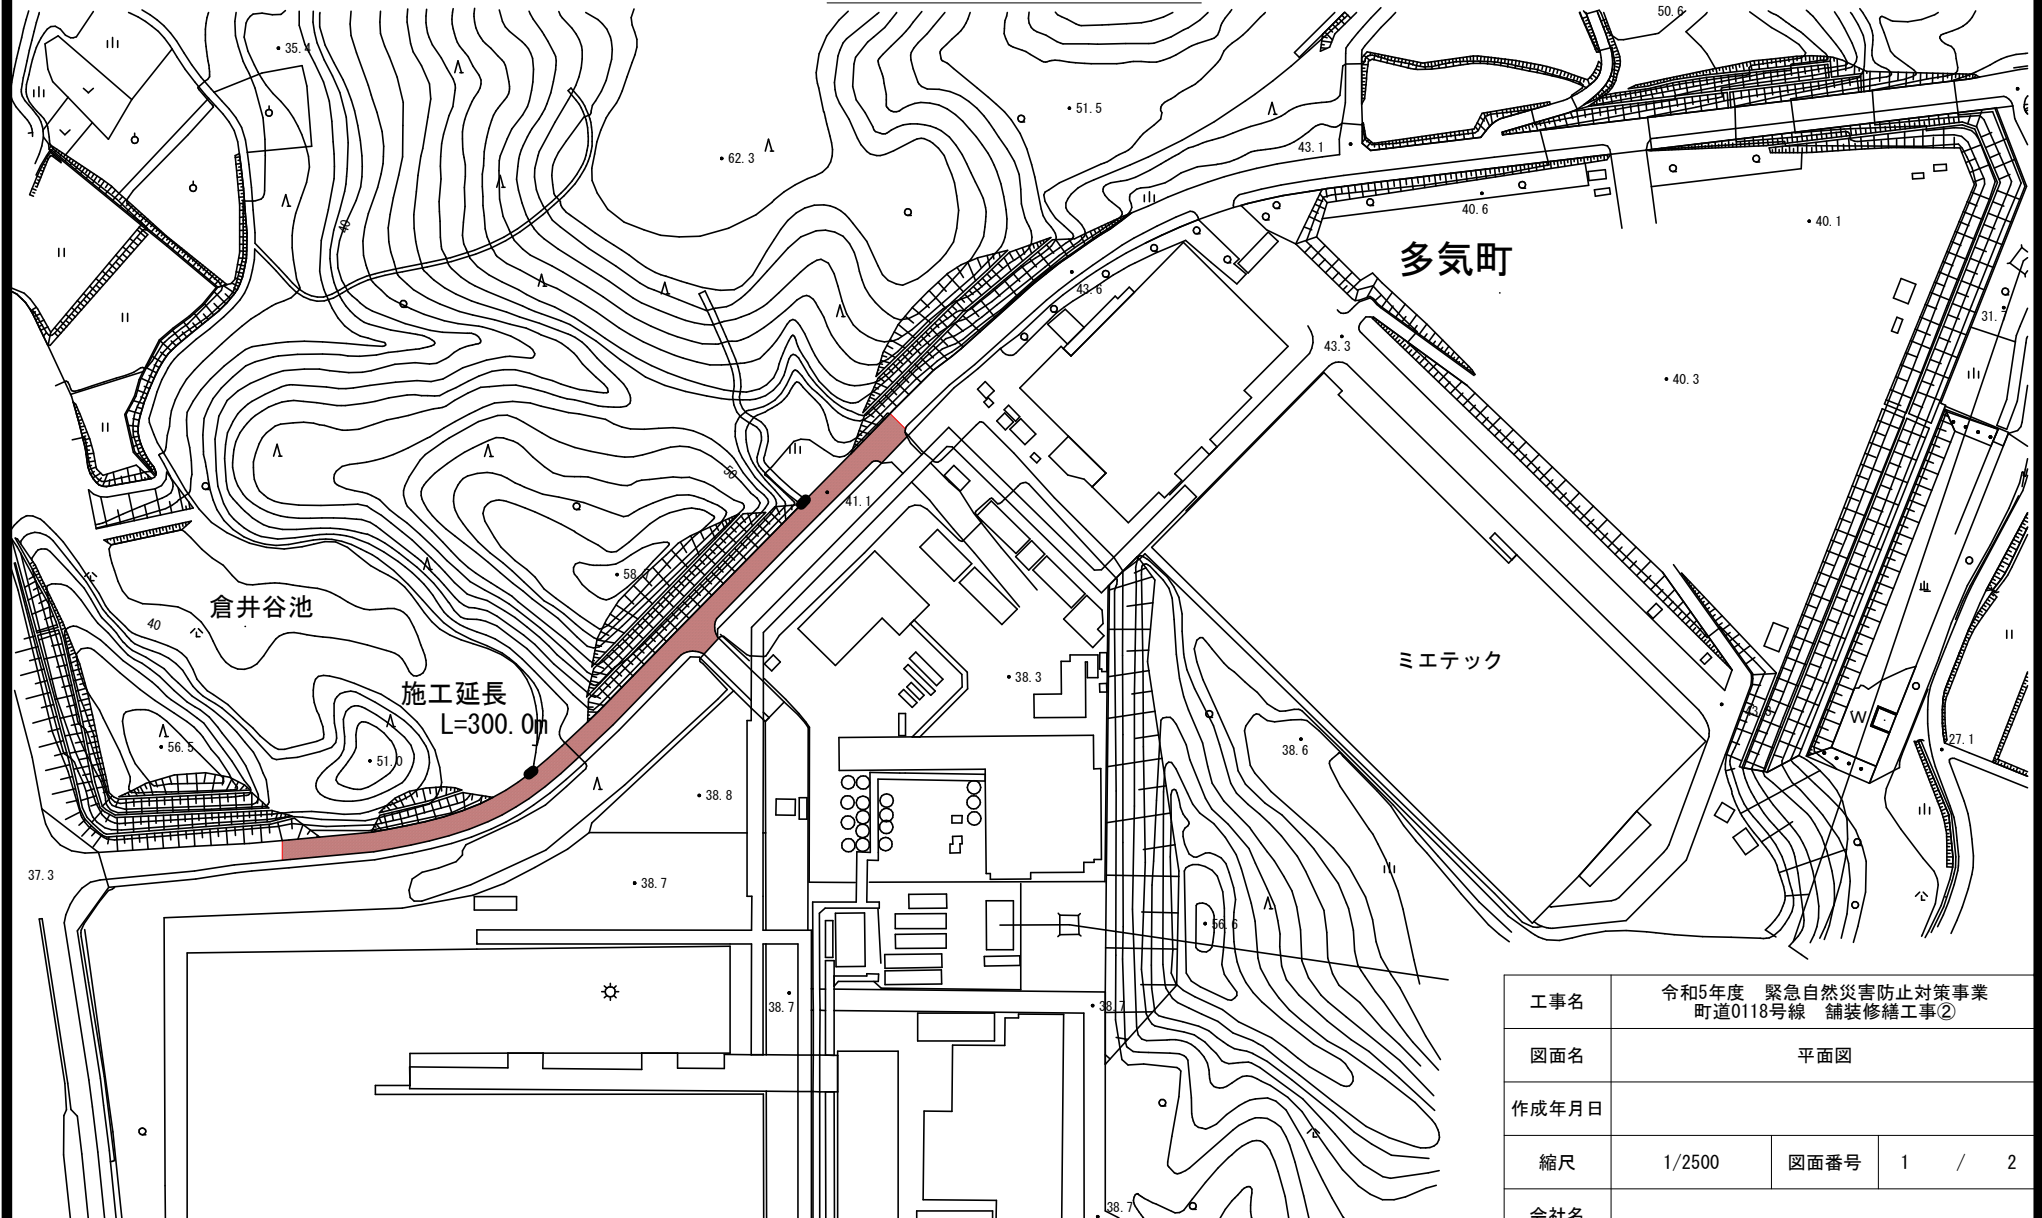 50.6
35.4
51.5
43.1
62.3
40
40.6
40.1
多気町
43.6
31.
43.3
40.3
50
41.1
58.7
倉井谷池
40
ミエテック
施工延長
L=300.0m
38.3
W
38.6
27.1
56.5
51.0
38.8
37.3
38.7
56.6
38.7
38.7
38.7
工事名 令和5年度 緊急自然災害防止対策事業
町道0118号線 舗装修繕工事②
図面名 平面図
作成年月日
縮尺 1/2500 図面番号 1 / 2
会社名